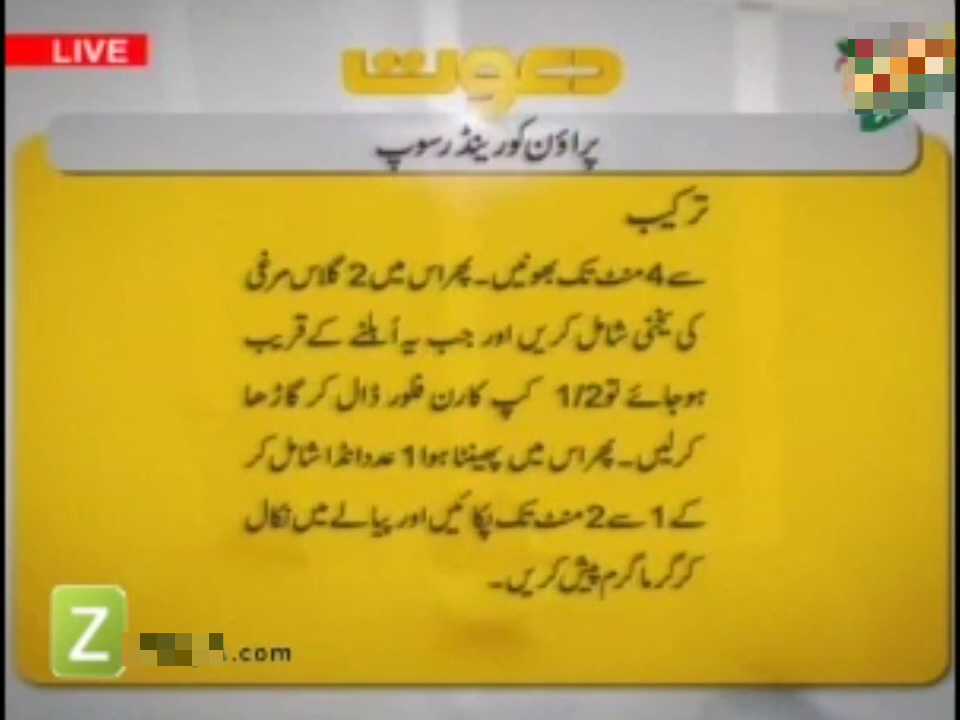 LIVE
صوت
پراؤن کورینڈر سوپ
ترکیب
سے 4 منٹ تک بھونیں۔ پھر اس میں 2 گلاس مرغی
کی یخنی شامل کریں اور جب یہ اُبلنے کے قریب
ہوجائے تو 1/2 کپ کارن فلور ڈال کر گاڑھا
کرلیں۔ پھر اس میں پھینٹا ہوا 1 عدد انڈا شامل کر
کے 1 سے 2 منٹ تک پکائیں اور پیالے میں نکال
کر گرما گرم پیش کریں۔
Z
.com